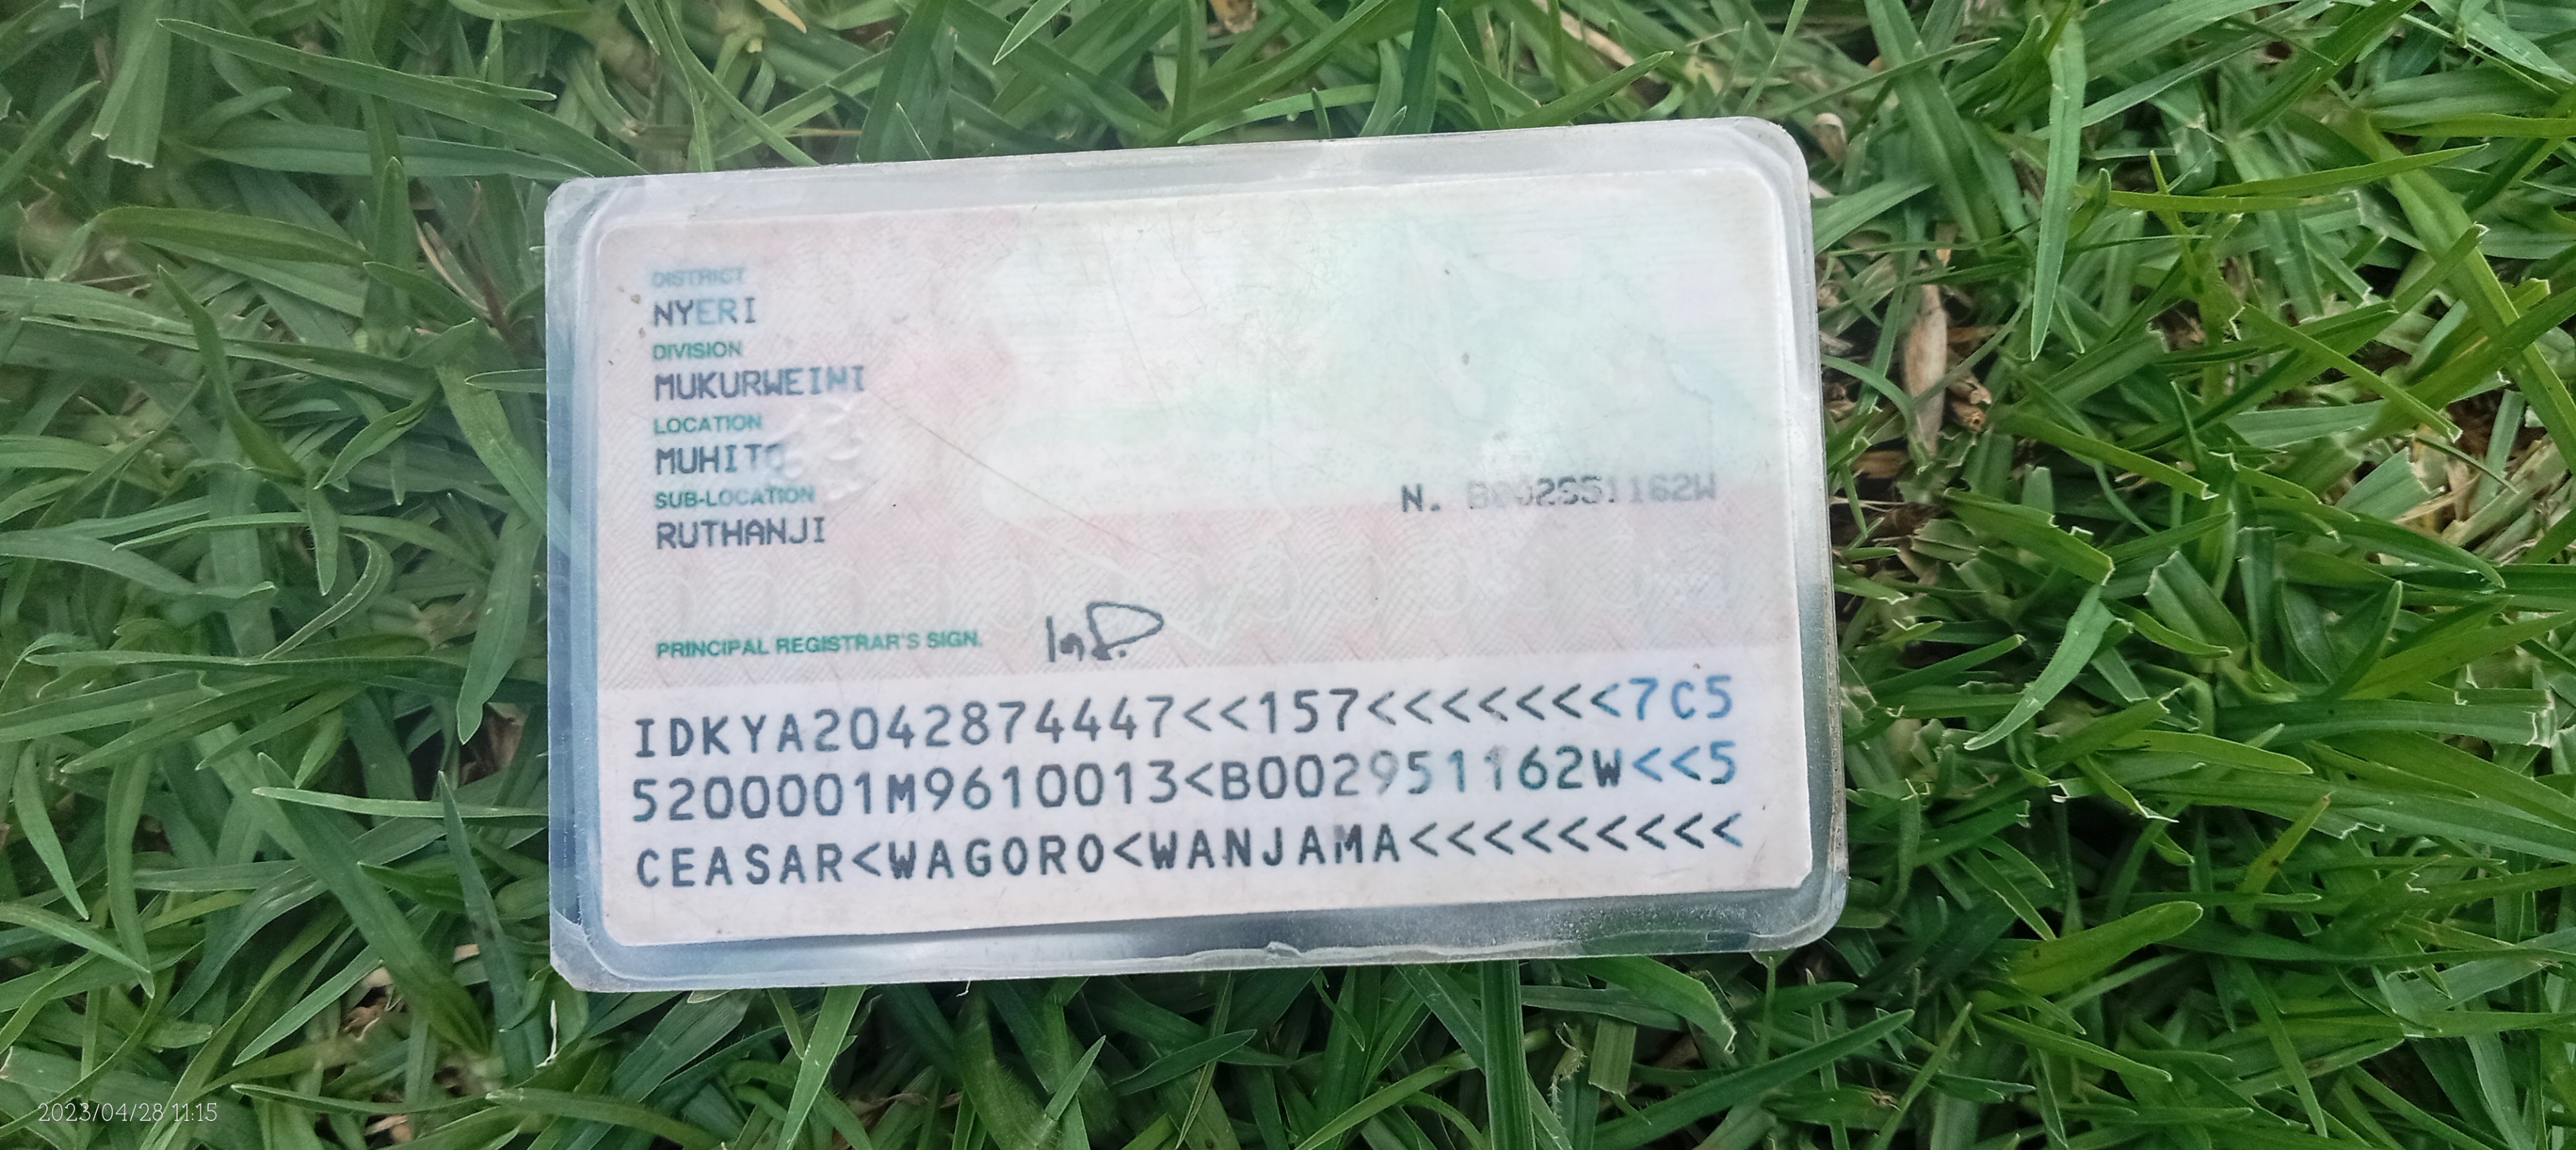 DISTRICT
NYERI
DIVISION
MUKURWEINI
LOCATION
MUHITO
SUB-LOCATION
RUTHANJI
N. B002951162W
PRINCIPAL REGISTRAR'S SIGN.
IDKYA2042874447<<157<<<<<<<7C5
5200001M9610013<B002951162W<<5
CEASAR<WAGORO<WANJAMA<<<<<<<<<
2023/04/28 11:15